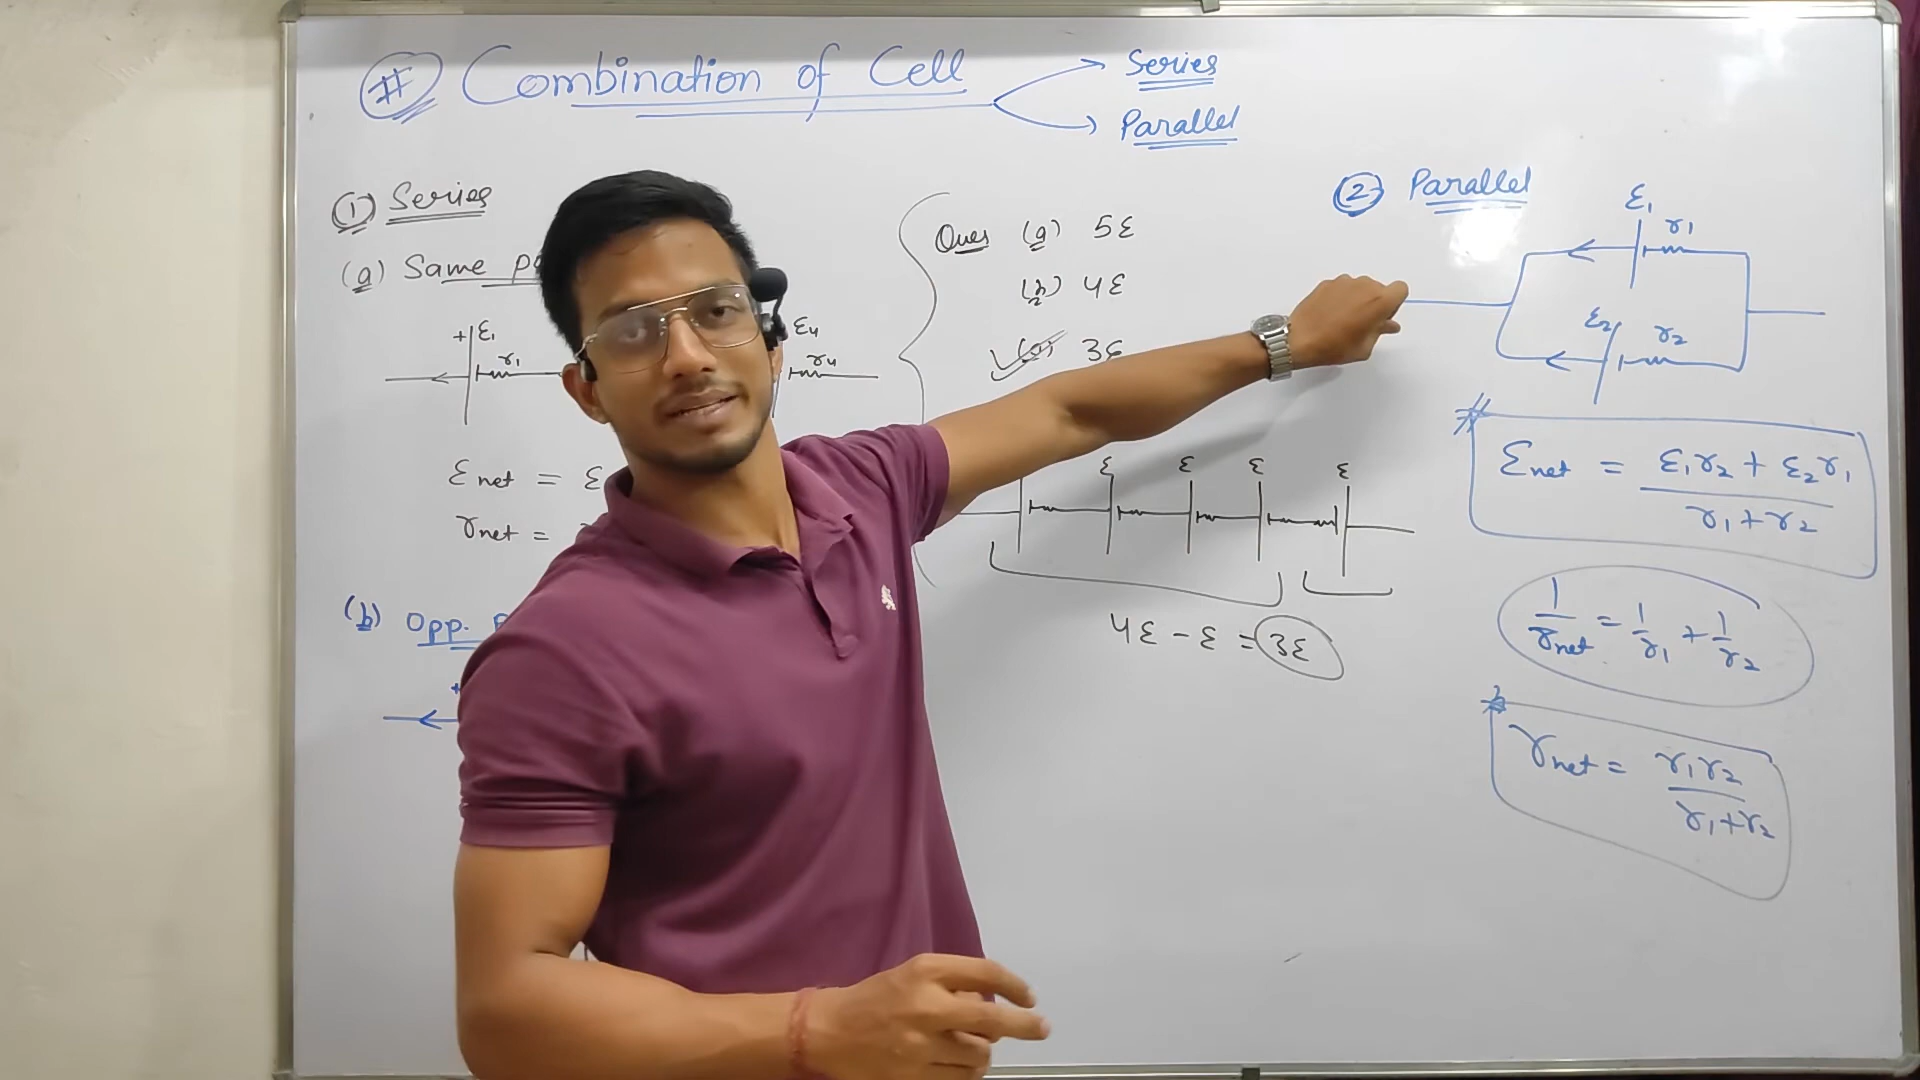 # Combination of Cell
Series
Parallel
① Series
(a) Same
+ ε₁ ε₄
r₁ r₄
ε net = ε
r net =
(b) Opp.
+
Ques (a) 5ε
(b) 4ε
(c) 3ε
ε ε ε ε
4ε - ε = 3ε
② Parallel
ε₁
r₁
ε₂ r₂
ε net = ε₁r₂ + ε₂r₁ / r₁ + r₂
1/r net = 1/r₁ + 1/r₂
r net = r₁r₂ / r₁+r₂